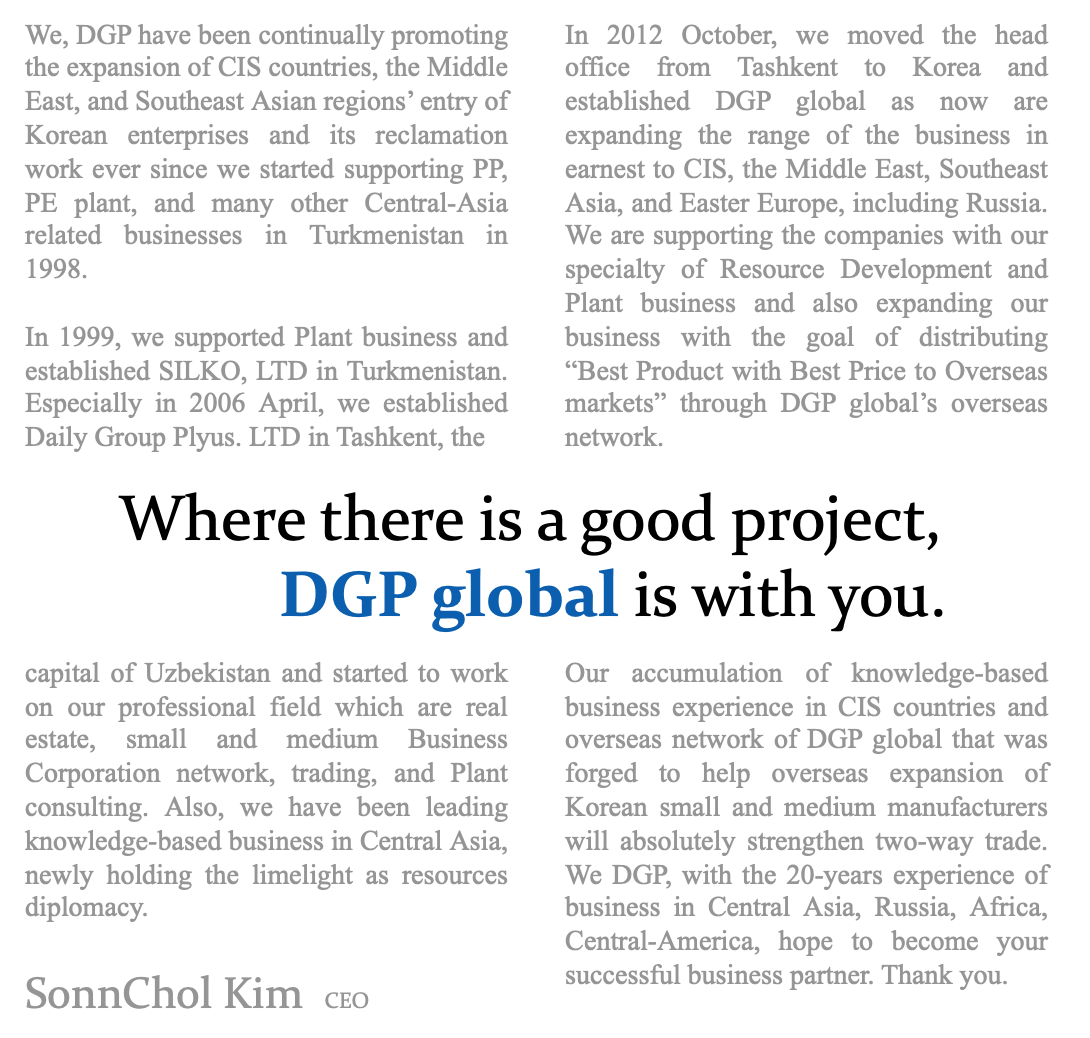 We, DGP have been continually promoting
the expansion of CIS countries, the Middle
East, and Southeast Asian regions’ entry of
Korean enterprises and its reclamation
work ever since we started supporting PP,
PE plant, and many other Central-Asia
related businesses in Turkmenistan in
1998.
In 1999, we supported Plant business and
established SILKO, LTD in Turkmenistan.
Especially in 2006 April, we established
Daily Group Plyus. LTD in Tashkent, the
capital of Uzbekistan and started to work
on our professional field which are real
estate, small and medium Business
Corporation network, trading, and Plant
consulting. Also, we have been leading
knowledge-based business in Central Asia,
newly holding the limelight as resources
diplomacy.
In 2012 October, we moved the head
office from Tashkent to Korea and
established DGP global as now are
expanding the range of the business in
earnest to CIS, the Middle East, Southeast
Asia, and Easter Europe, including Russia.
We are supporting the companies with our
specialty of Resource Development and
Plant business and also expanding our
business with the goal of distributing
“Best Product with Best Price to Overseas
markets” through DGP global’s overseas
network.
Our accumulation of knowledge-based
business experience in CIS countries and
overseas network of DGP global that was
forged to help overseas expansion of
Korean small and medium manufacturers
will absolutely strengthen two-way trade.
We DGP, with the 20-years experience of
business in Central Asia, Russia, Africa,
Central-America, hope to become your
successful business partner. Thank you.
Where there is a good project,
DGP global is with you.
SonnChol Kim CEO